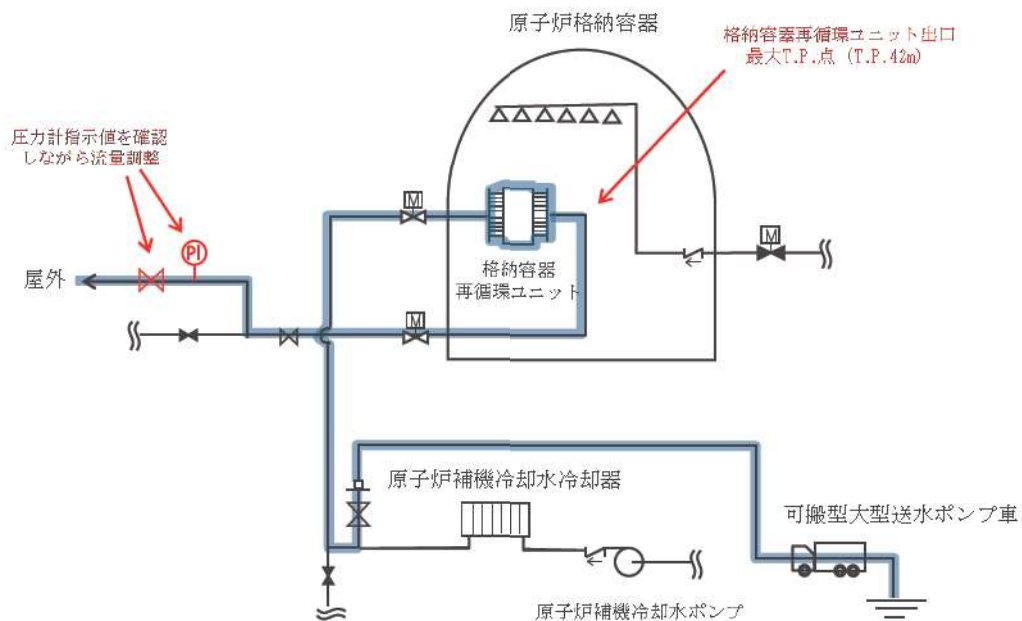 原子炉格納容器
格納容器再循環ユニット出口
最大T.P.点 (T.P.42m)
圧力計指示値を確認
しながら流量調整
M
M
PI
屋外
格納容器
再循環ユニット
M
原子炉補機冷却水冷却器
可搬型大型送水ポンプ車
原子炉補機冷却水ポンプ